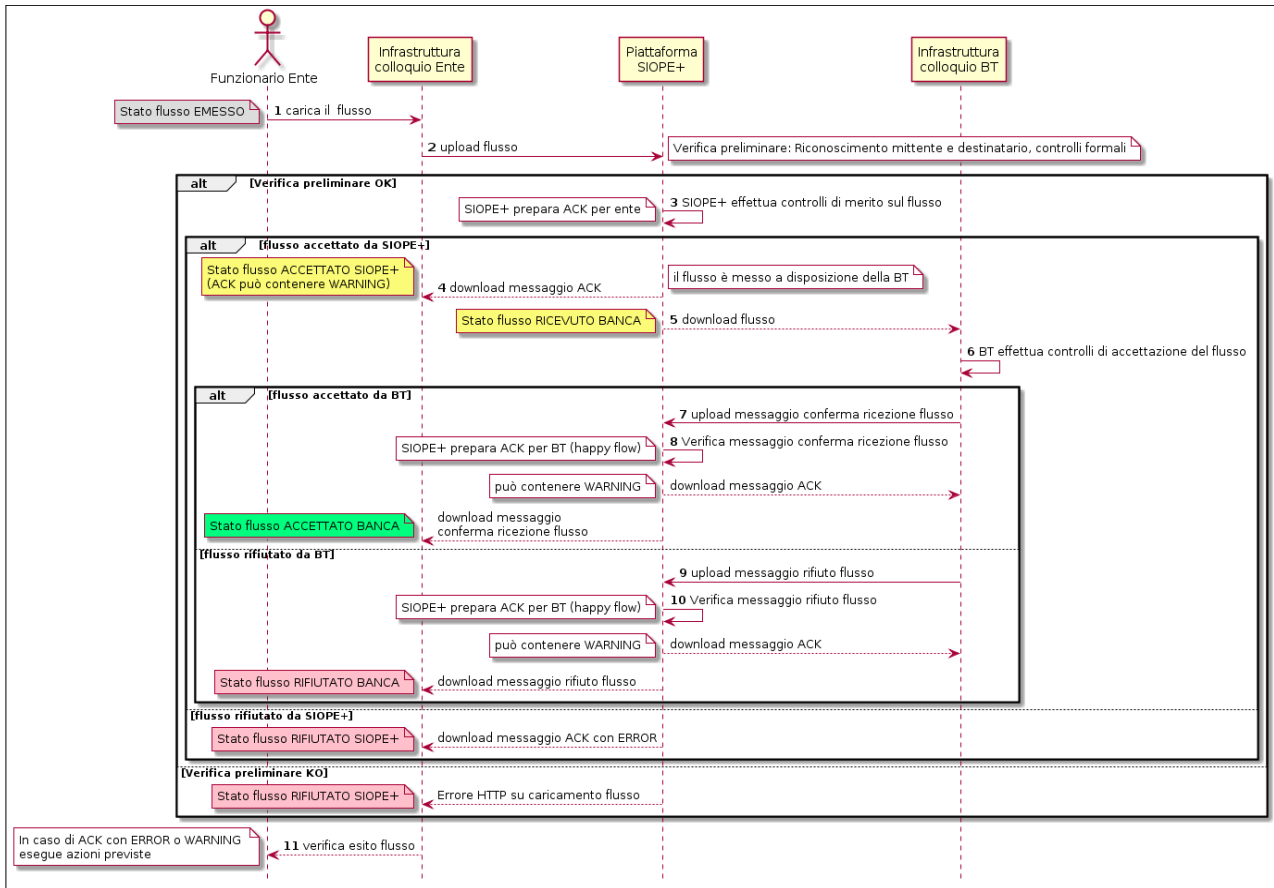 Funzionario Ente
Infrastruttura
colloquio Ente
Piattaforma
SIOPE+
Infrastruttura
colloquio BT
Stato flusso EMESSO
1 carica il flusso
2 upload flusso
Verifica preliminare: Riconoscimento mittente e destinatario, controlli formali
alt [Verifica preliminare OK]
SIOPE+ prepara ACK per ente
3 SIOPE+ effettua controlli di merito sul flusso
alt [flusso accettato da SIOPE+]
Stato flusso ACCETTATO SIOPE+
(ACK può contenere WARNING)
4 download messaggio ACK
il flusso è messo a disposizione della BT
Stato flusso RICEVUTO BANCA
5 download flusso
6 BT effettua controlli di accettazione del flusso
alt [flusso accettato da BT]
7 upload messaggio conferma ricezione flusso
SIOPE+ prepara ACK per BT (happy flow)
8 Verifica messaggio conferma ricezione flusso
può contenere WARNING
download messaggio ACK
Stato flusso ACCETTATO BANCA
download messaggio
conferma ricezione flusso
[flusso rifiutato da BT]
9 upload messaggio rifiuto flusso
SIOPE+ prepara ACK per BT (happy flow)
10 Verifica messaggio rifiuto flusso
può contenere WARNING
download messaggio ACK
Stato flusso RIFIUTATO BANCA
download messaggio rifiuto flusso
[flusso rifiutato da SIOPE+]
Stato flusso RIFIUTATO SIOPE+
download messaggio ACK con ERROR
[Verifica preliminare KO]
Stato flusso RIFIUTATO SIOPE+
Errore HTTP su caricamento flusso
In caso di ACK con ERROR o WARNING
esegue azioni previste
11 verifica esito flusso